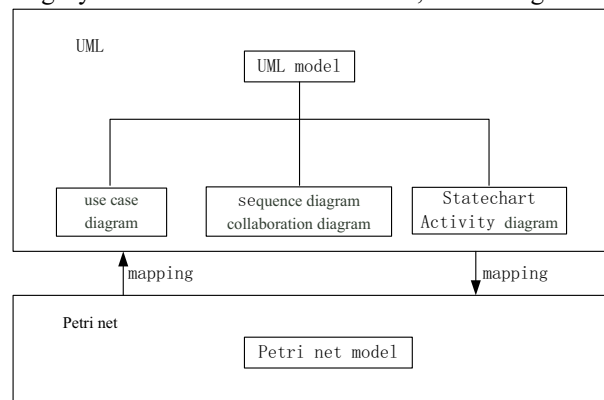 UML
UML model
use case
diagram
sequence diagram
collaboration diagram
Statechart
Activity diagram
mapping
mapping
Petri net
Petri net model